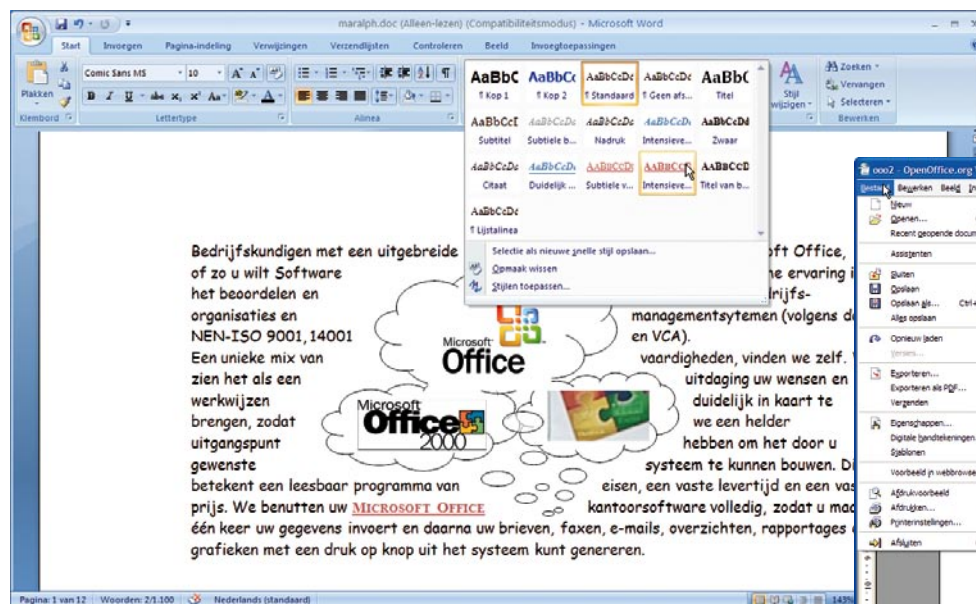 maralph.doc (Alleen-lezen) (Compatibiliteitsmodus) - Microsoft Word
Start Invoegen Pagina-indeling Verwijzingen Verzendlijsten Controleren Beeld Invoegtoepassingen
Plakken
Comic Sans MS 10
Stijl wijzigen
Zoeken
Vervangen
Selecteren
Klembord Lettertype Alinea Bewerken
AaBbC AaBbCc AaBbCcDc AaBbCcDc AaBbC
¶ Kop 1 ¶ Kop 2 ¶ Standaard ¶ Geen afs... Titel
AaBbCcI AaBbCcDc AaBbCcDc AaBbCcDc AaBbCcDd
Subtitel Subtiele b... Nadruk Intensieve... Zwaar
AaBbCcDc AaBbCcDc AaBbCcDc AaBbCcD AaBbCcD
Citaat Duidelijk ... Subtiele v... Intensieve... Titel van b...
AaBbCcDc
¶ Lijstalinea
Selectie als nieuwe snelle stijl opslaan...
Opmaak wissen
Stijlen toepassen...
Bedrijfskundigen met een uitgebreide oft Office,
of zo u wilt Software ne ervaring i
het beoordelen en drijfs-
organisaties en managementsytemen (volgens d
NEN-ISO 9001,14001 en VCA).
Een unieke mix van vaardigheden, vinden we zelf.
zien het als een uitdaging uw wensen en
werkwijzen duidelijk in kaart te
brengen, zodat we een helder
uitgangspunt hebben om het door u
gewenste systeem te kunnen bouwen. Di
betekent een leesbaar programma van eisen, een vaste levertijd en een vas
prijs. We benutten uw Microsoft Office kantoorsoftware volledig, zodat u maa
één keer uw gegevens invoert en daarna uw brieven, faxen, e-mails, overzichten, rapportages
grafieken met een druk op knop uit het systeem kunt genereren.
Microsoft
Office
Microsoft
Office
2000
ooo2 - OpenOffice.org
Bestand Bewerken Beeld In
Nieuw
Openen...
Recent geopende docum
Assistenten
Sluiten
Opslaan
Opslaan als... Ctrl+
Alles opslaan
Opnieuw laden
Versies...
Exporteren...
Exporteren als PDF...
Verzenden
Eigenschappen...
Digitale handtekeningen.
Sjablonen
Voorbeeld in webbrowse
Afdrukvoorbeeld
Afdrukken...
Printerinstellingen...
Afsluiten
Pagina: 1 van 12 Woorden: 2/1.100 Nederlands (standaard) 143%